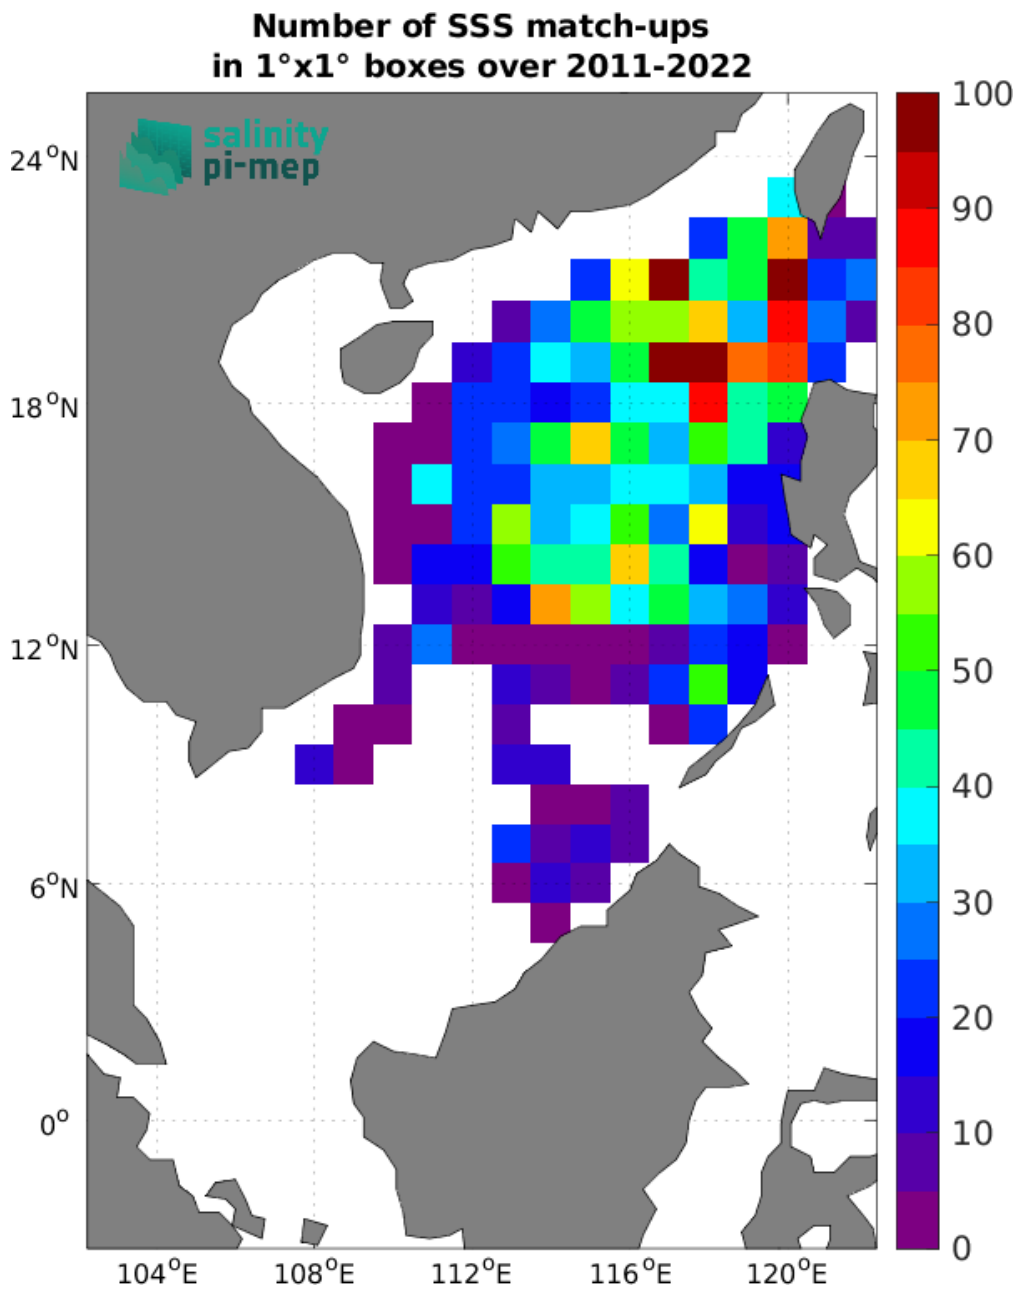 Number of SSS match-ups
in 1°x1° boxes over 2011-2022
salinity
pi-mep
24°N
18°N
12°N
6°N
0°
104°E 108°E 112°E 116°E 120°E
100
90
80
70
60
50
40
30
20
10
0